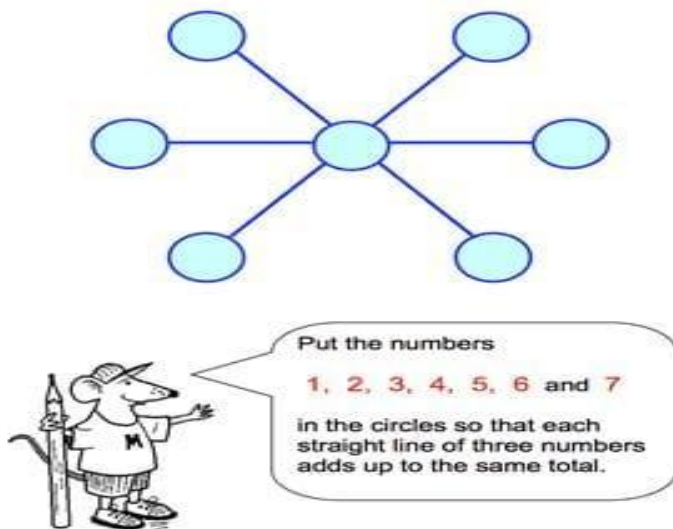 Put the numbers
1, 2, 3, 4, 5, 6 and 7
in the circles so that each
straight line of three numbers
adds up to the same total.
M